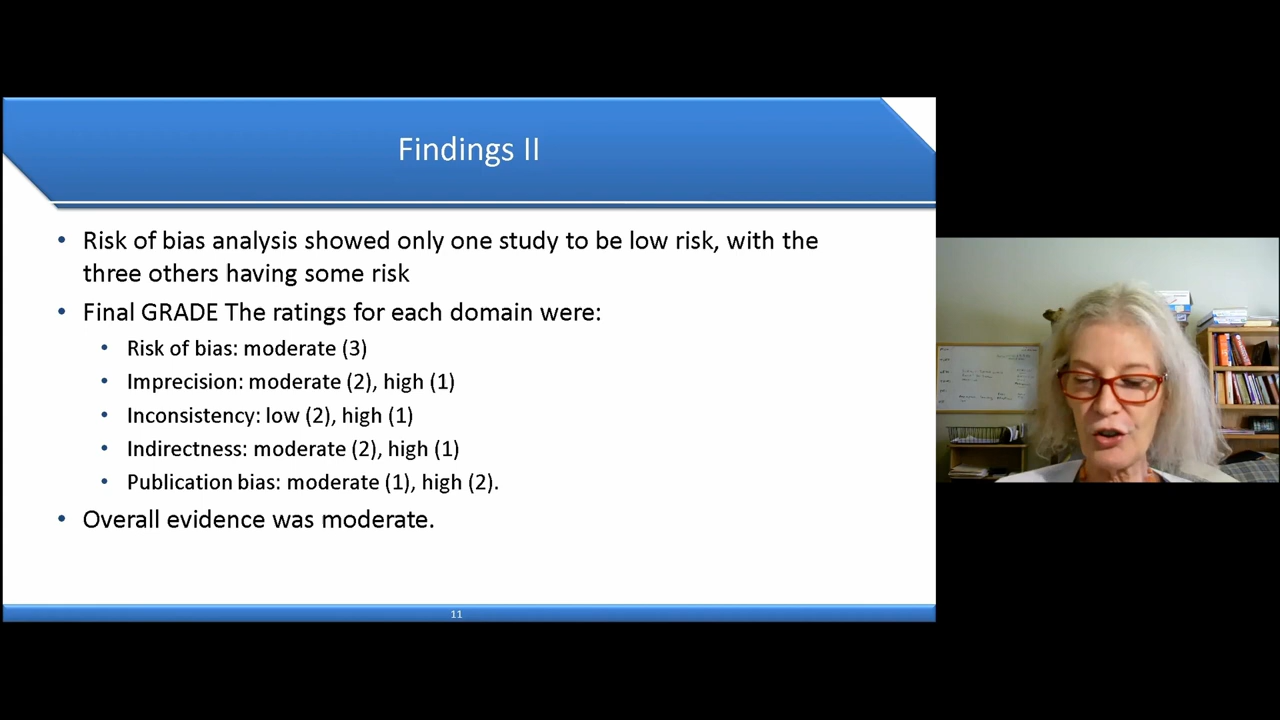 Findings II
• Risk of bias analysis showed only one study to be low risk, with the
three others having some risk
• Final GRADE The ratings for each domain were:
• Risk of bias: moderate (3)
• Imprecision: moderate (2), high (1)
• Inconsistency: low (2), high (1)
• Indirectness: moderate (2), high (1)
• Publication bias: moderate (1), high (2).
• Overall evidence was moderate.
11